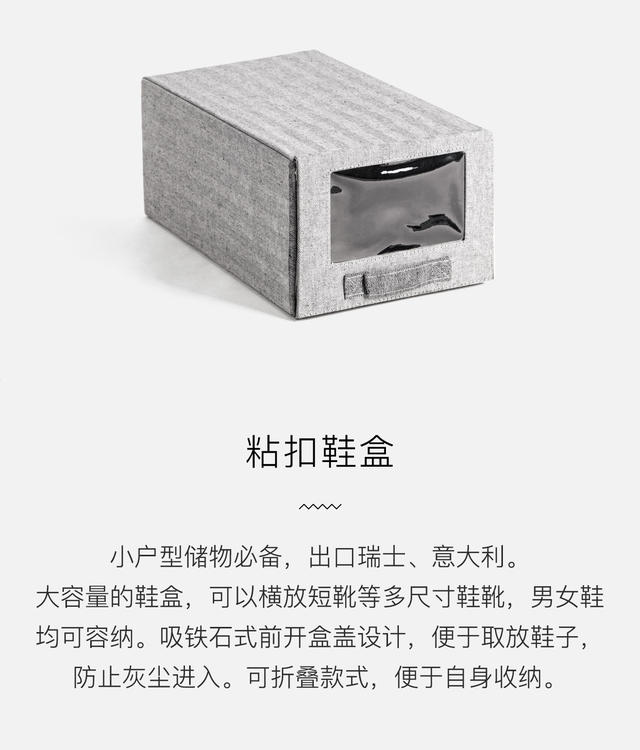 粘扣鞋盒
小户型储物必备，出口瑞士、意大利。
大容量的鞋盒，可以横放短靴等多尺寸鞋靴，男女鞋
均可容纳。吸铁石式前开盒盖设计，便于取放鞋子，
防止灰尘进入。可折叠款式，便于自身收纳。